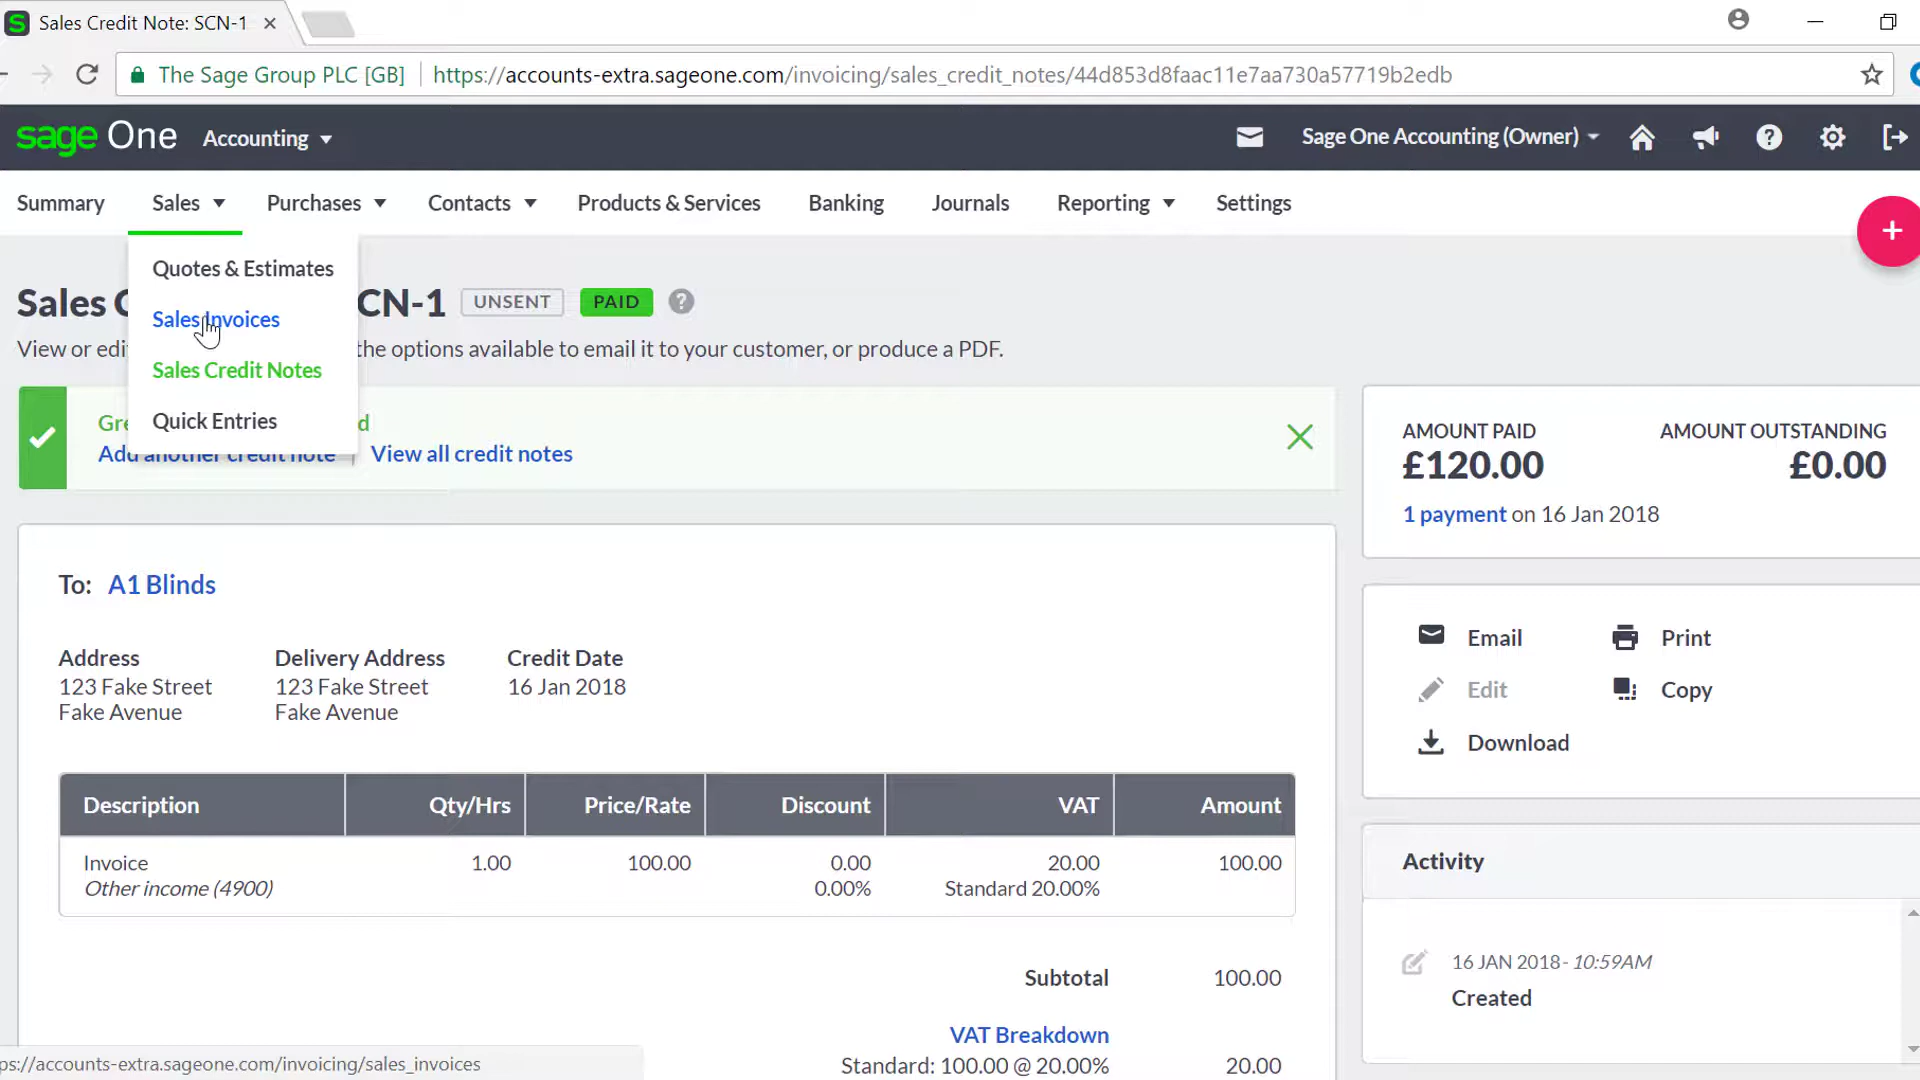 Sales Credit Note: SCN-1
The Sage Group PLC [GB] https://accounts-extra.sageone.com/invoicing/sales_credit_notes/44d853d8faac11e7aa730a57719b2edb
sage One Accounting Sage One Accounting (Owner)
Summary Sales Purchases Contacts Products & Services Banking Journals Reporting Settings
Quotes & Estimates
Sales Invoices
Sales Credit Notes
Quick Entries
Sales CN-1 UNSENT PAID ?
View or the options available to email it to your customer, or produce a PDF.
Add another credit note View all credit notes
AMOUNT PAID AMOUNT OUTSTANDING
£120.00 £0.00
1 payment on 16 Jan 2018
To: A1 Blinds
Address Delivery Address Credit Date
123 Fake Street 123 Fake Street 16 Jan 2018
Fake Avenue Fake Avenue
Email Print
Edit Copy
Download
Description Qty/Hrs Price/Rate Discount VAT Amount
Invoice 1.00 100.00 0.00 20.00 100.00
Other income (4900) 0.00% Standard 20.00%
Activity
16 JAN 2018 - 10:59AM
Created
Subtotal 100.00
VAT Breakdown
Standard: 100.00 @ 20.00% 20.00
ps://accounts-extra.sageone.com/invoicing/sales_invoices